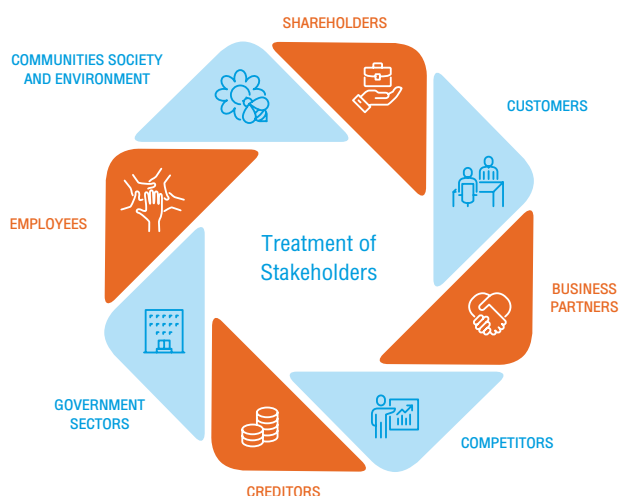 SHAREHOLDERS
COMMUNITIES SOCIETY
AND ENVIRONMENT
CUSTOMERS
EMPLOYEES
Treatment of
Stakeholders
BUSINESS
PARTNERS
GOVERNMENT
SECTORS
COMPETITORS
CREDITORS